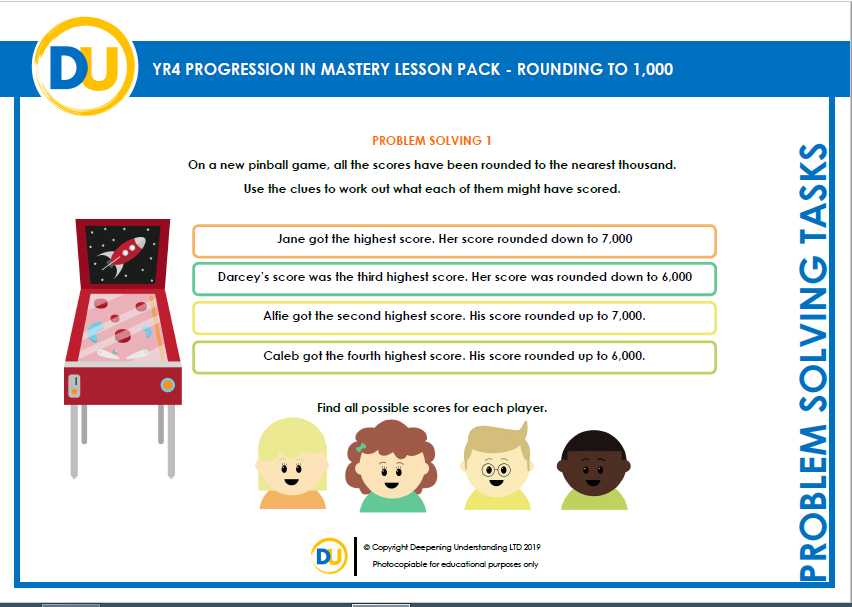 DU
YR4 PROGRESSION IN MASTERY LESSON PACK - ROUNDING TO 1,000
PROBLEM SOLVING 1
On a new pinball game, all the scores have been rounded to the nearest thousand.
Use the clues to work out what each of them might have scored.
Jane got the highest score. Her score rounded down to 7,000
Darcey's score was the third highest score. Her score was rounded down to 6,000
Alfie got the second highest score. His score rounded up to 7,000.
Caleb got the fourth highest score. His score rounded up to 6,000.
Find all possible scores for each player.
PROBLEM SOLVING TASKS
DU
© Copyright Deepening Understanding LTD 2019
Photocopiable for educational purposes only